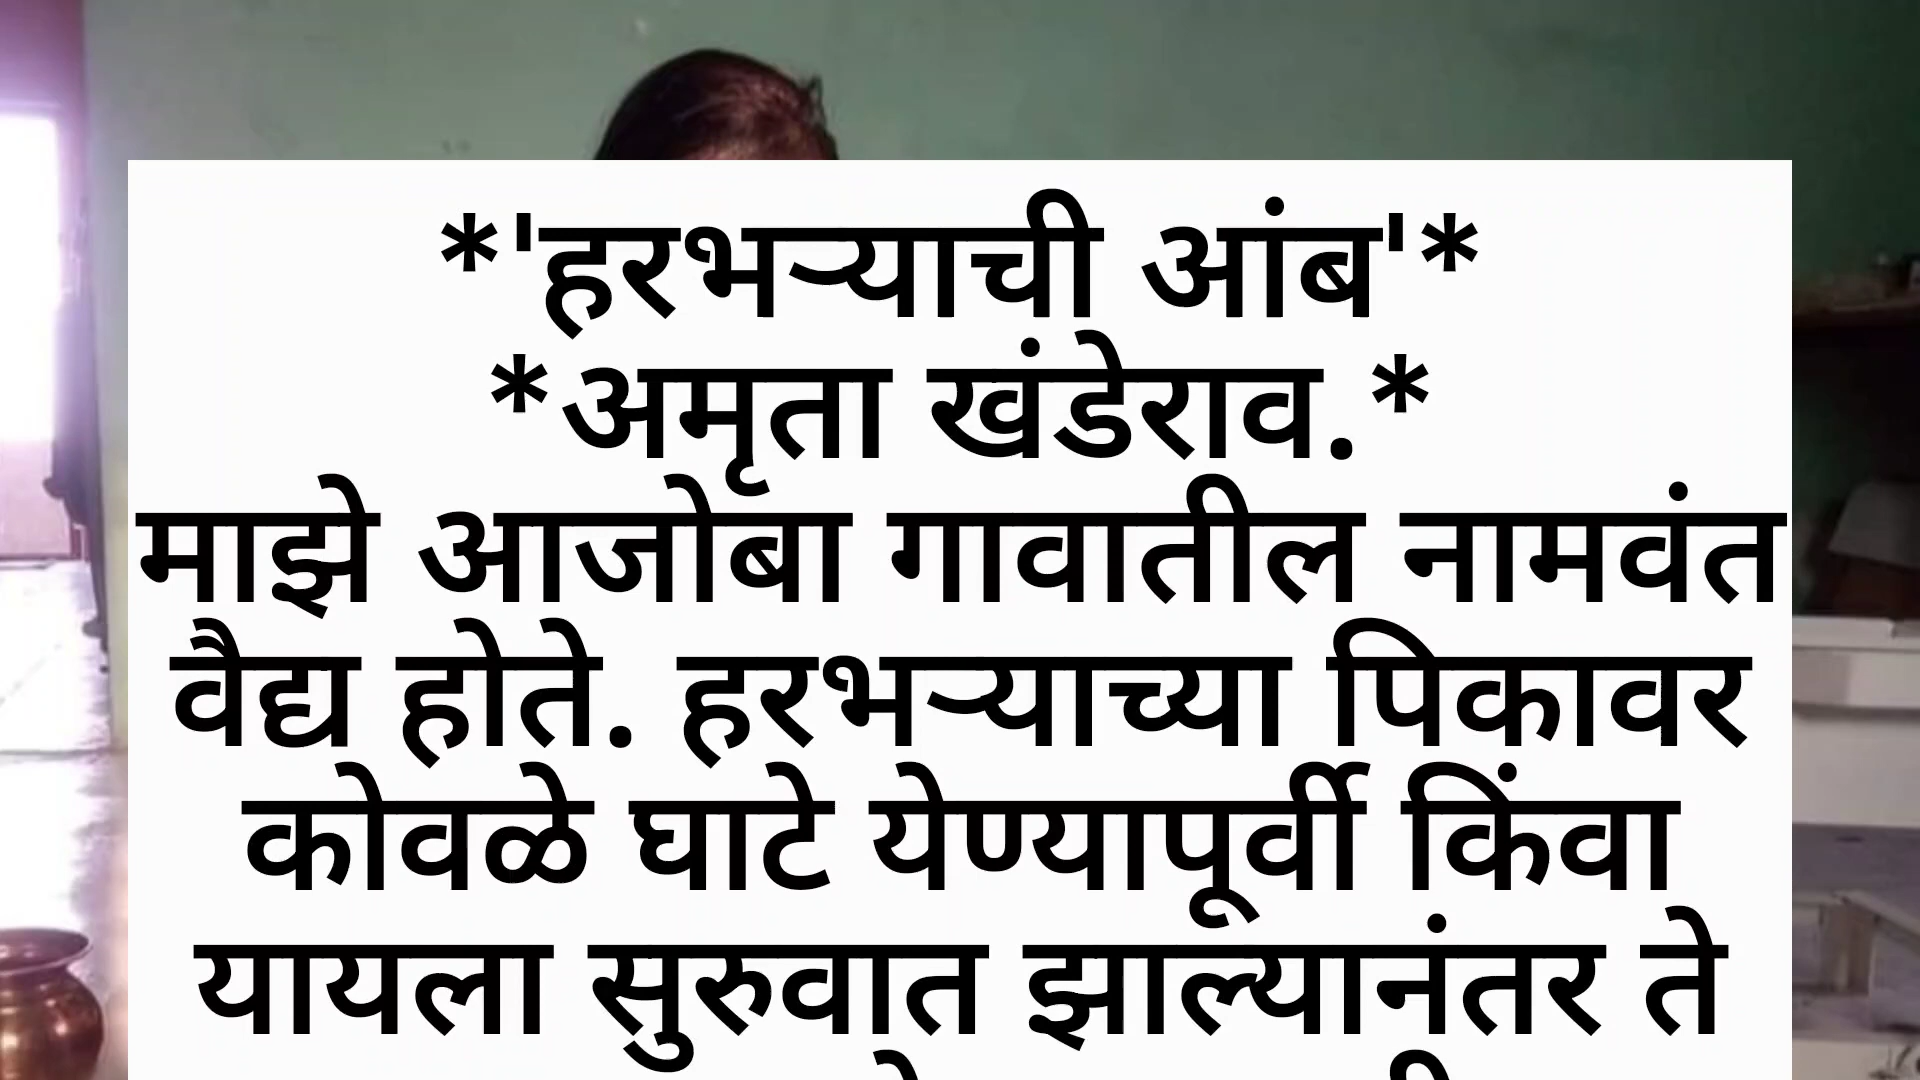 *'हरभऱ्याची आंब'*
*अमृता खंडेराव.*
माझे आजोबा गावातील नामवंत
वैद्य होते. हरभऱ्याच्या पिकावर
कोवळे घाटे येण्यापूर्वी किंवा
यायला सुरुवात झाल्यानंतर ते